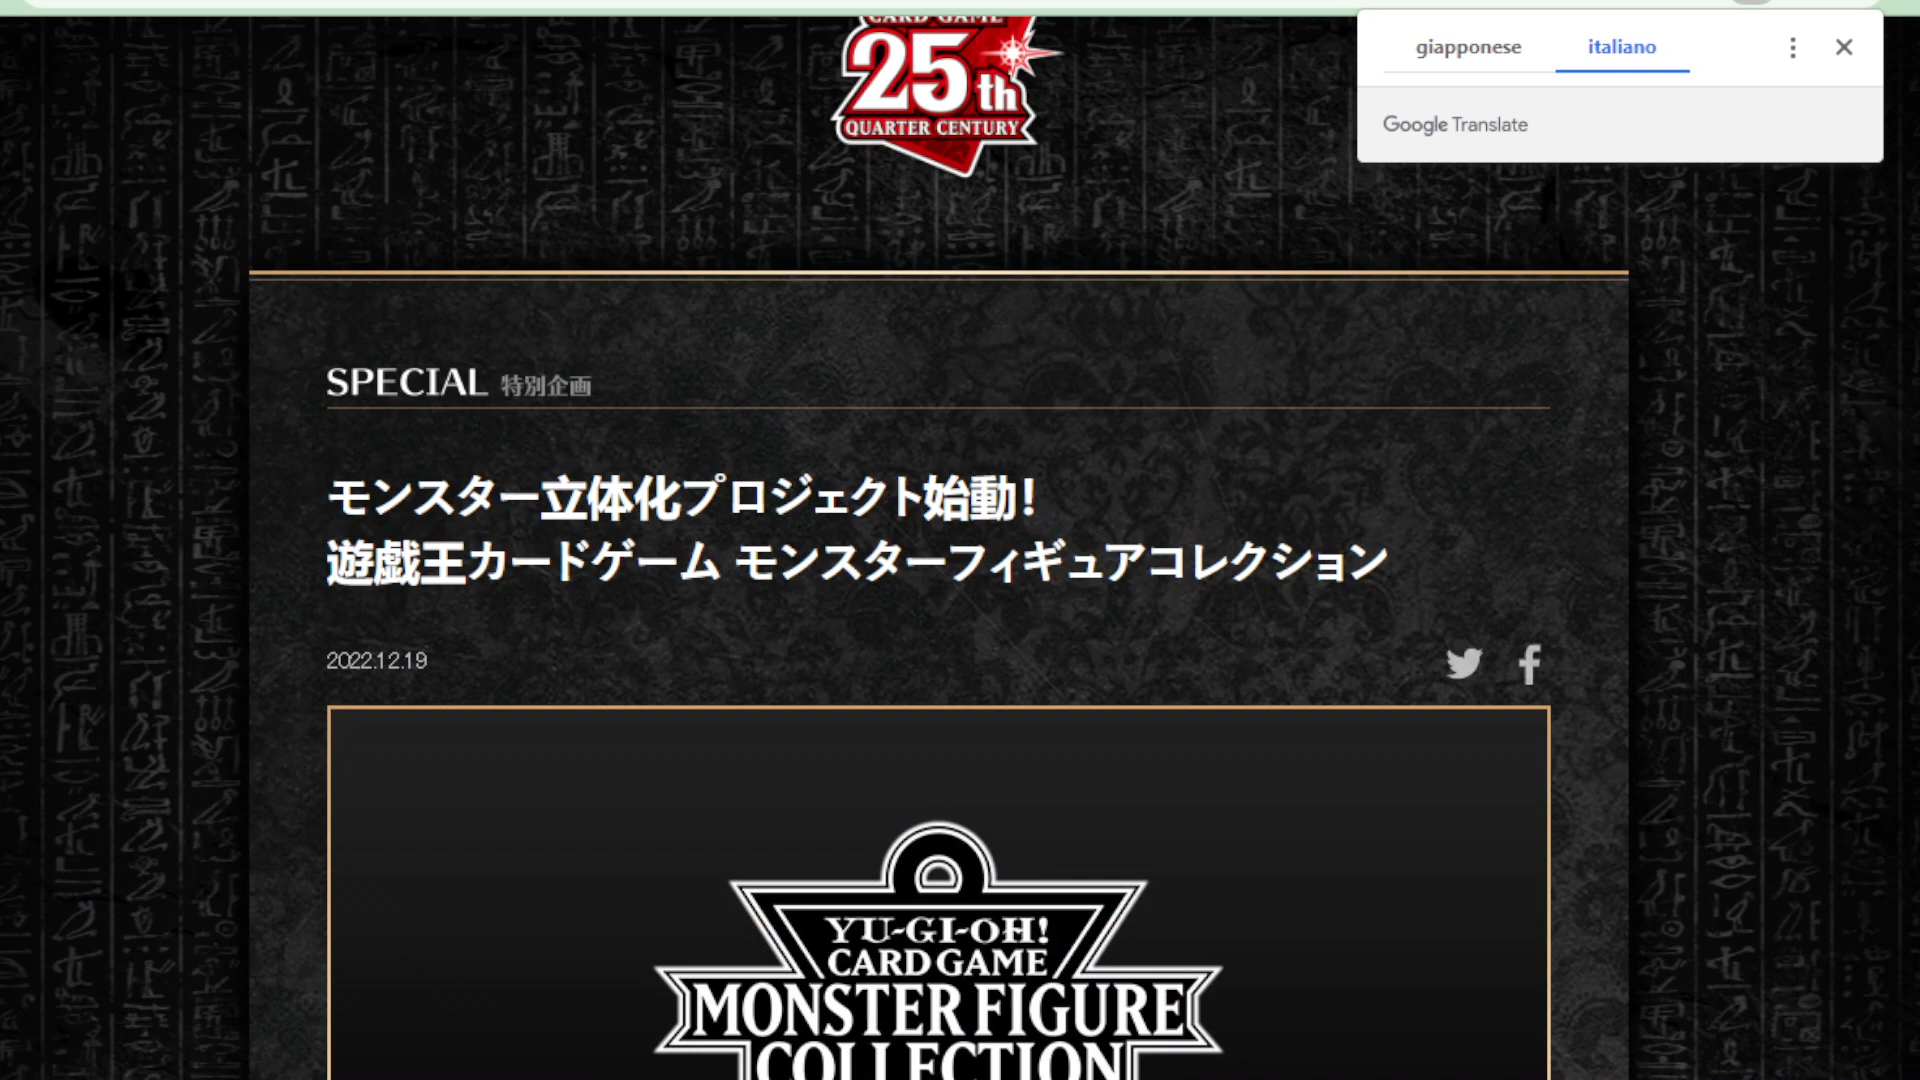 CARD GAME
25th
QUARTER CENTURY
giapponese italiano
Google Translate
SPECIAL 特別企画
モンスター立体化プロジェクト始動!
遊戯王カードゲーム モンスターフィギュアコレクション
2022.12.19
YU-GI-OH!
CARD GAME
MONSTER FIGURE
COLLECTION